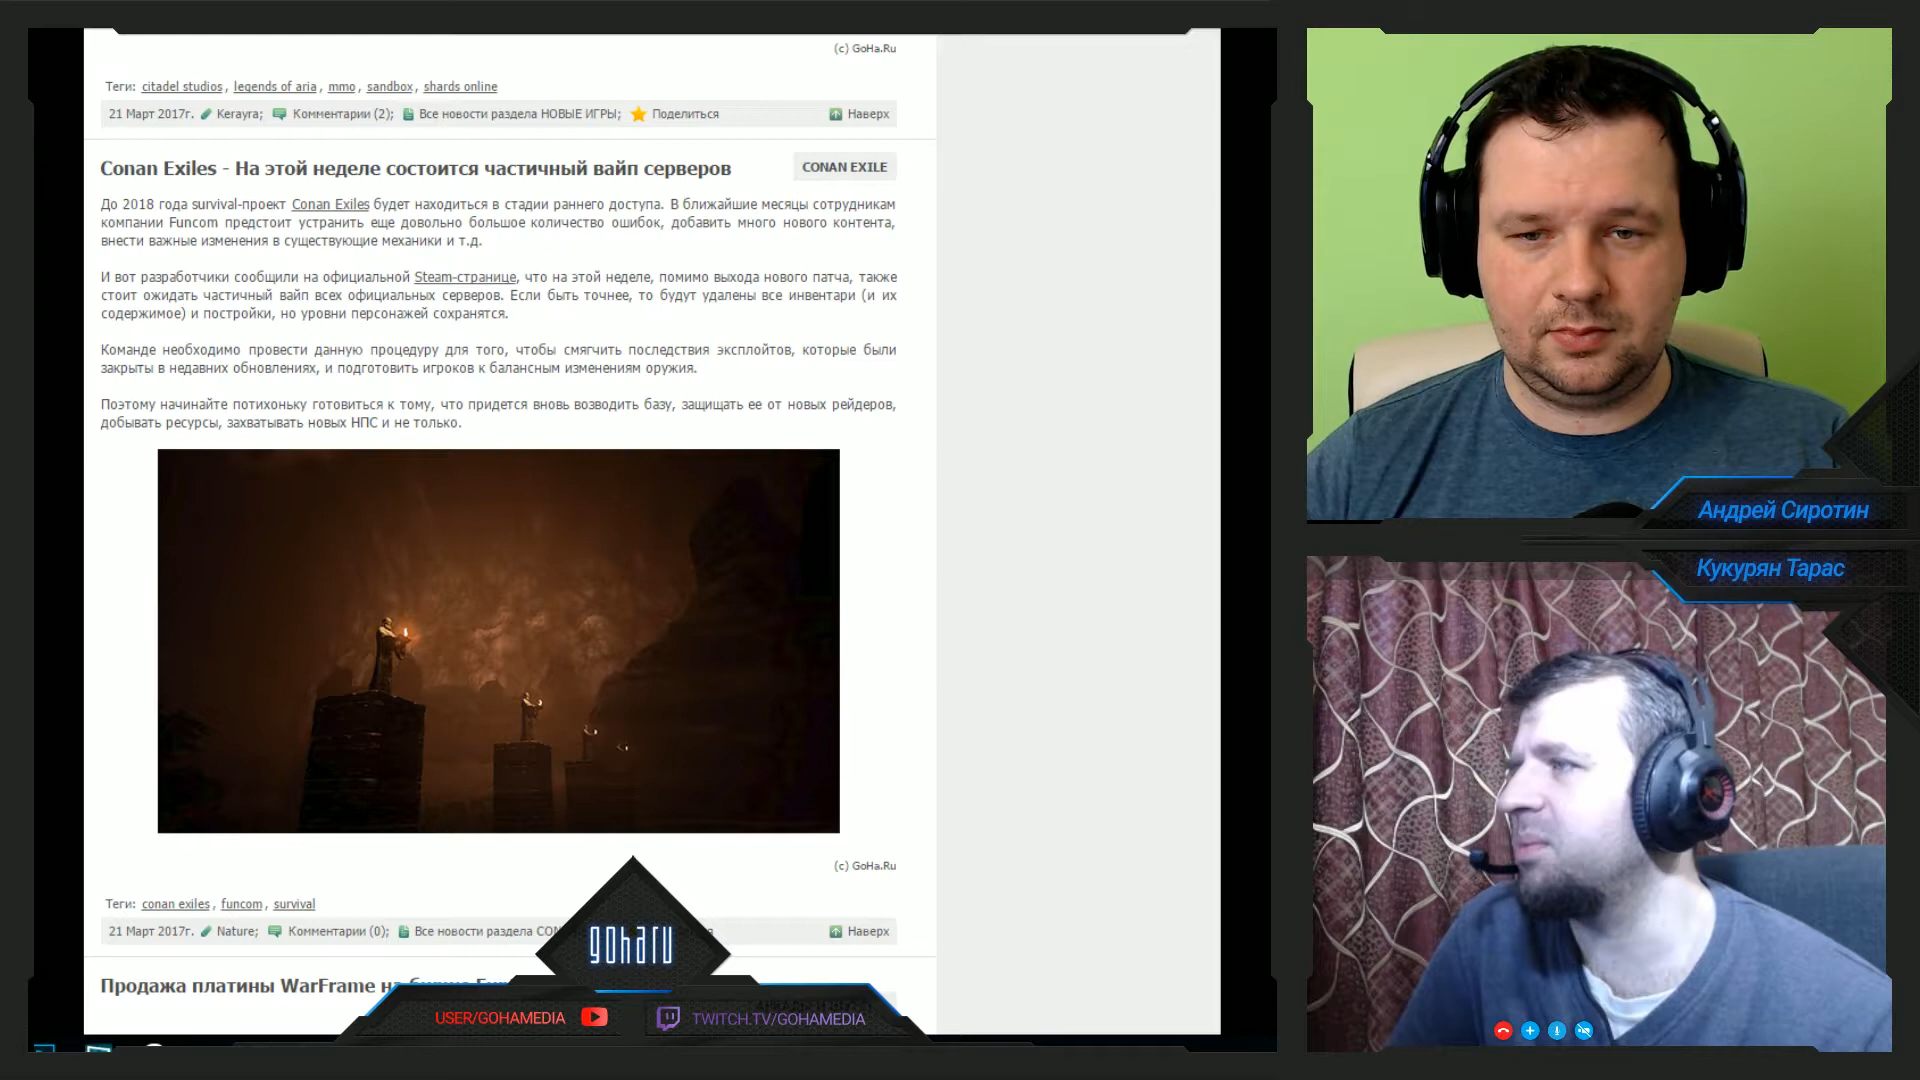 (c) GoHa.Ru
Теги: citadel studios, legends of aria, mmo, sandbox, shards online
21 Март 2017г. Kerayra; Комментарии (2); Все новости раздела НОВЫЕ ИГРЫ; Поделиться Наверх
Conan Exiles - На этой неделе состоится частичный вайп серверов
CONAN EXILE
До 2018 года survival-проект Conan Exiles будет находиться в стадии раннего доступа. В ближайшие месяцы сотрудникам
компании Funcom предстоит устранить еще довольно большое количество ошибок, добавить много нового контента,
внести важные изменения в существующие механики и т.д.
И вот разработчики сообщили на официальной Steam-странице, что на этой неделе, помимо выхода нового патча, также
стоит ожидать частичный вайп всех официальных серверов. Если быть точнее, то будут удалены все инвентари (и их
содержимое) и постройки, но уровни персонажей сохранятся.
Команде необходимо провести данную процедуру для того, чтобы смягчить последствия эксплойтов, которые были
закрыты в недавних обновлениях, и подготовить игроков к балансным изменениям оружия.
Поэтому начинайте потихоньку готовиться к тому, что придется вновь возводить базу, защищать ее от новых рейдеров,
добывать ресурсы, захватывать новых НПС и не только.
(c) GoHa.Ru
Теги: conan exiles, funcom, survival
21 Март 2017г. Nature; Комментарии (0); Все новости раздела CON Наверх
Продажа платины WarFrame
goharu
USER/GOHAMEDIA
TWITCH.TV/GOHAMEDIA
Андрей Сиротин
Кукурян Тарас